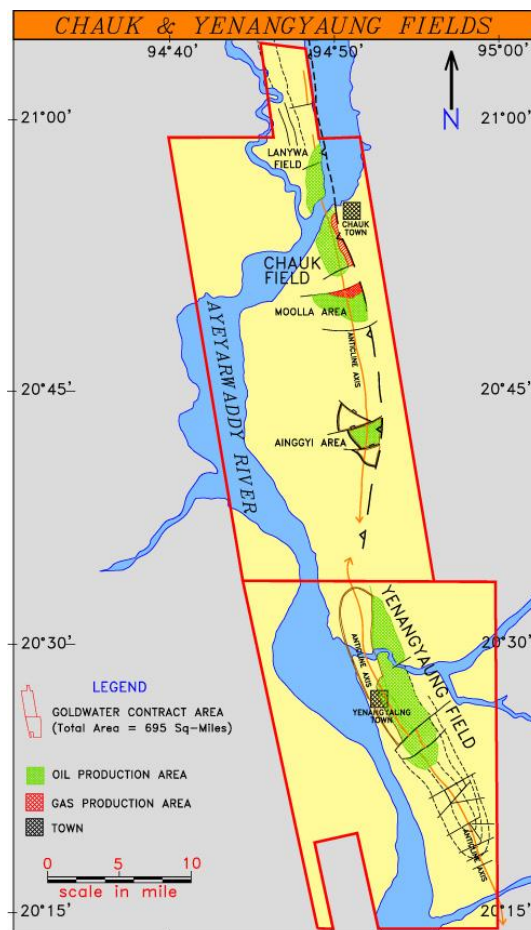 CHAUK & YENANGYAUNG FIELDS
94°40'
94°50'
95°00'
21°00'
21°00'
N
LANYWA
FIELD
CHAUK
TOWN
CHAUK
FIELD
MOOLLA AREA
AYEYARWADDY RIVER
ANTICLINE AXIS
20°45'
20°45'
AINGGYI AREA
20°30'
20°30'
YENANGYAUNG FIELD
ANTICLINE AXIS
YENANGYAUNG
TOWN
LEGEND
GOLDWATER CONTRACT AREA
(Total Area = 695 Sq-Miles)
OIL PRODUCTION AREA
GAS PRODUCTION AREA
TOWN
0 5 10
scale in mile
ANTICLINE AXIS
20°15'
20°15'